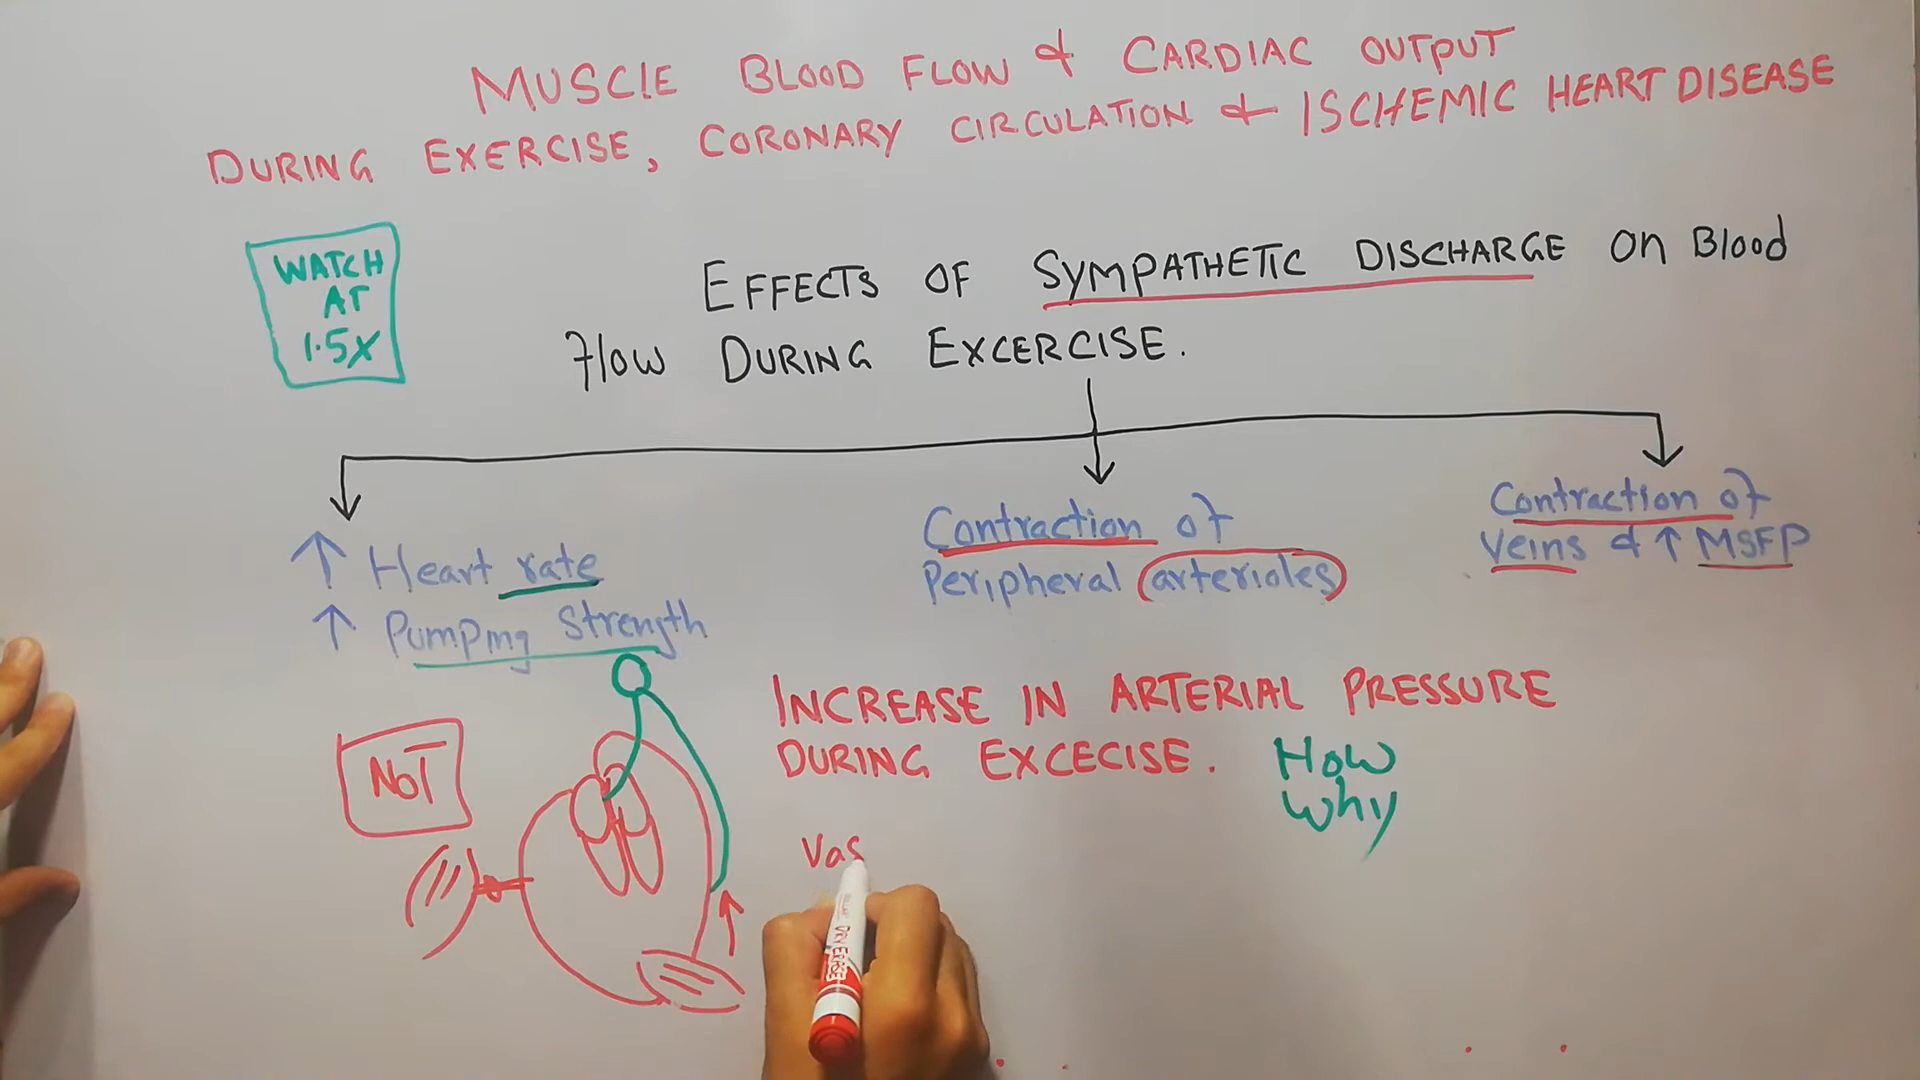 MUSCLE BLOOD FLOW & CARDIAC OUTPUT
DURING EXERCISE, CORONARY CIRCULATION & ISCHEMIC HEART DISEASE
WATCH
AT
1.5X
EFFECTS OF SYMPATHETIC DISCHARGE ON Blood
Flow DURING EXCERCISE.
↑ Heart rate
↑ Pumping Strength
Contraction of
Peripheral arterioles
Contraction of
Veins & ↑ MSFP
INCREASE IN ARTERIAL PRESSURE
DURING EXCECISE. How
Why
NOT
Vas
DRY ERASE